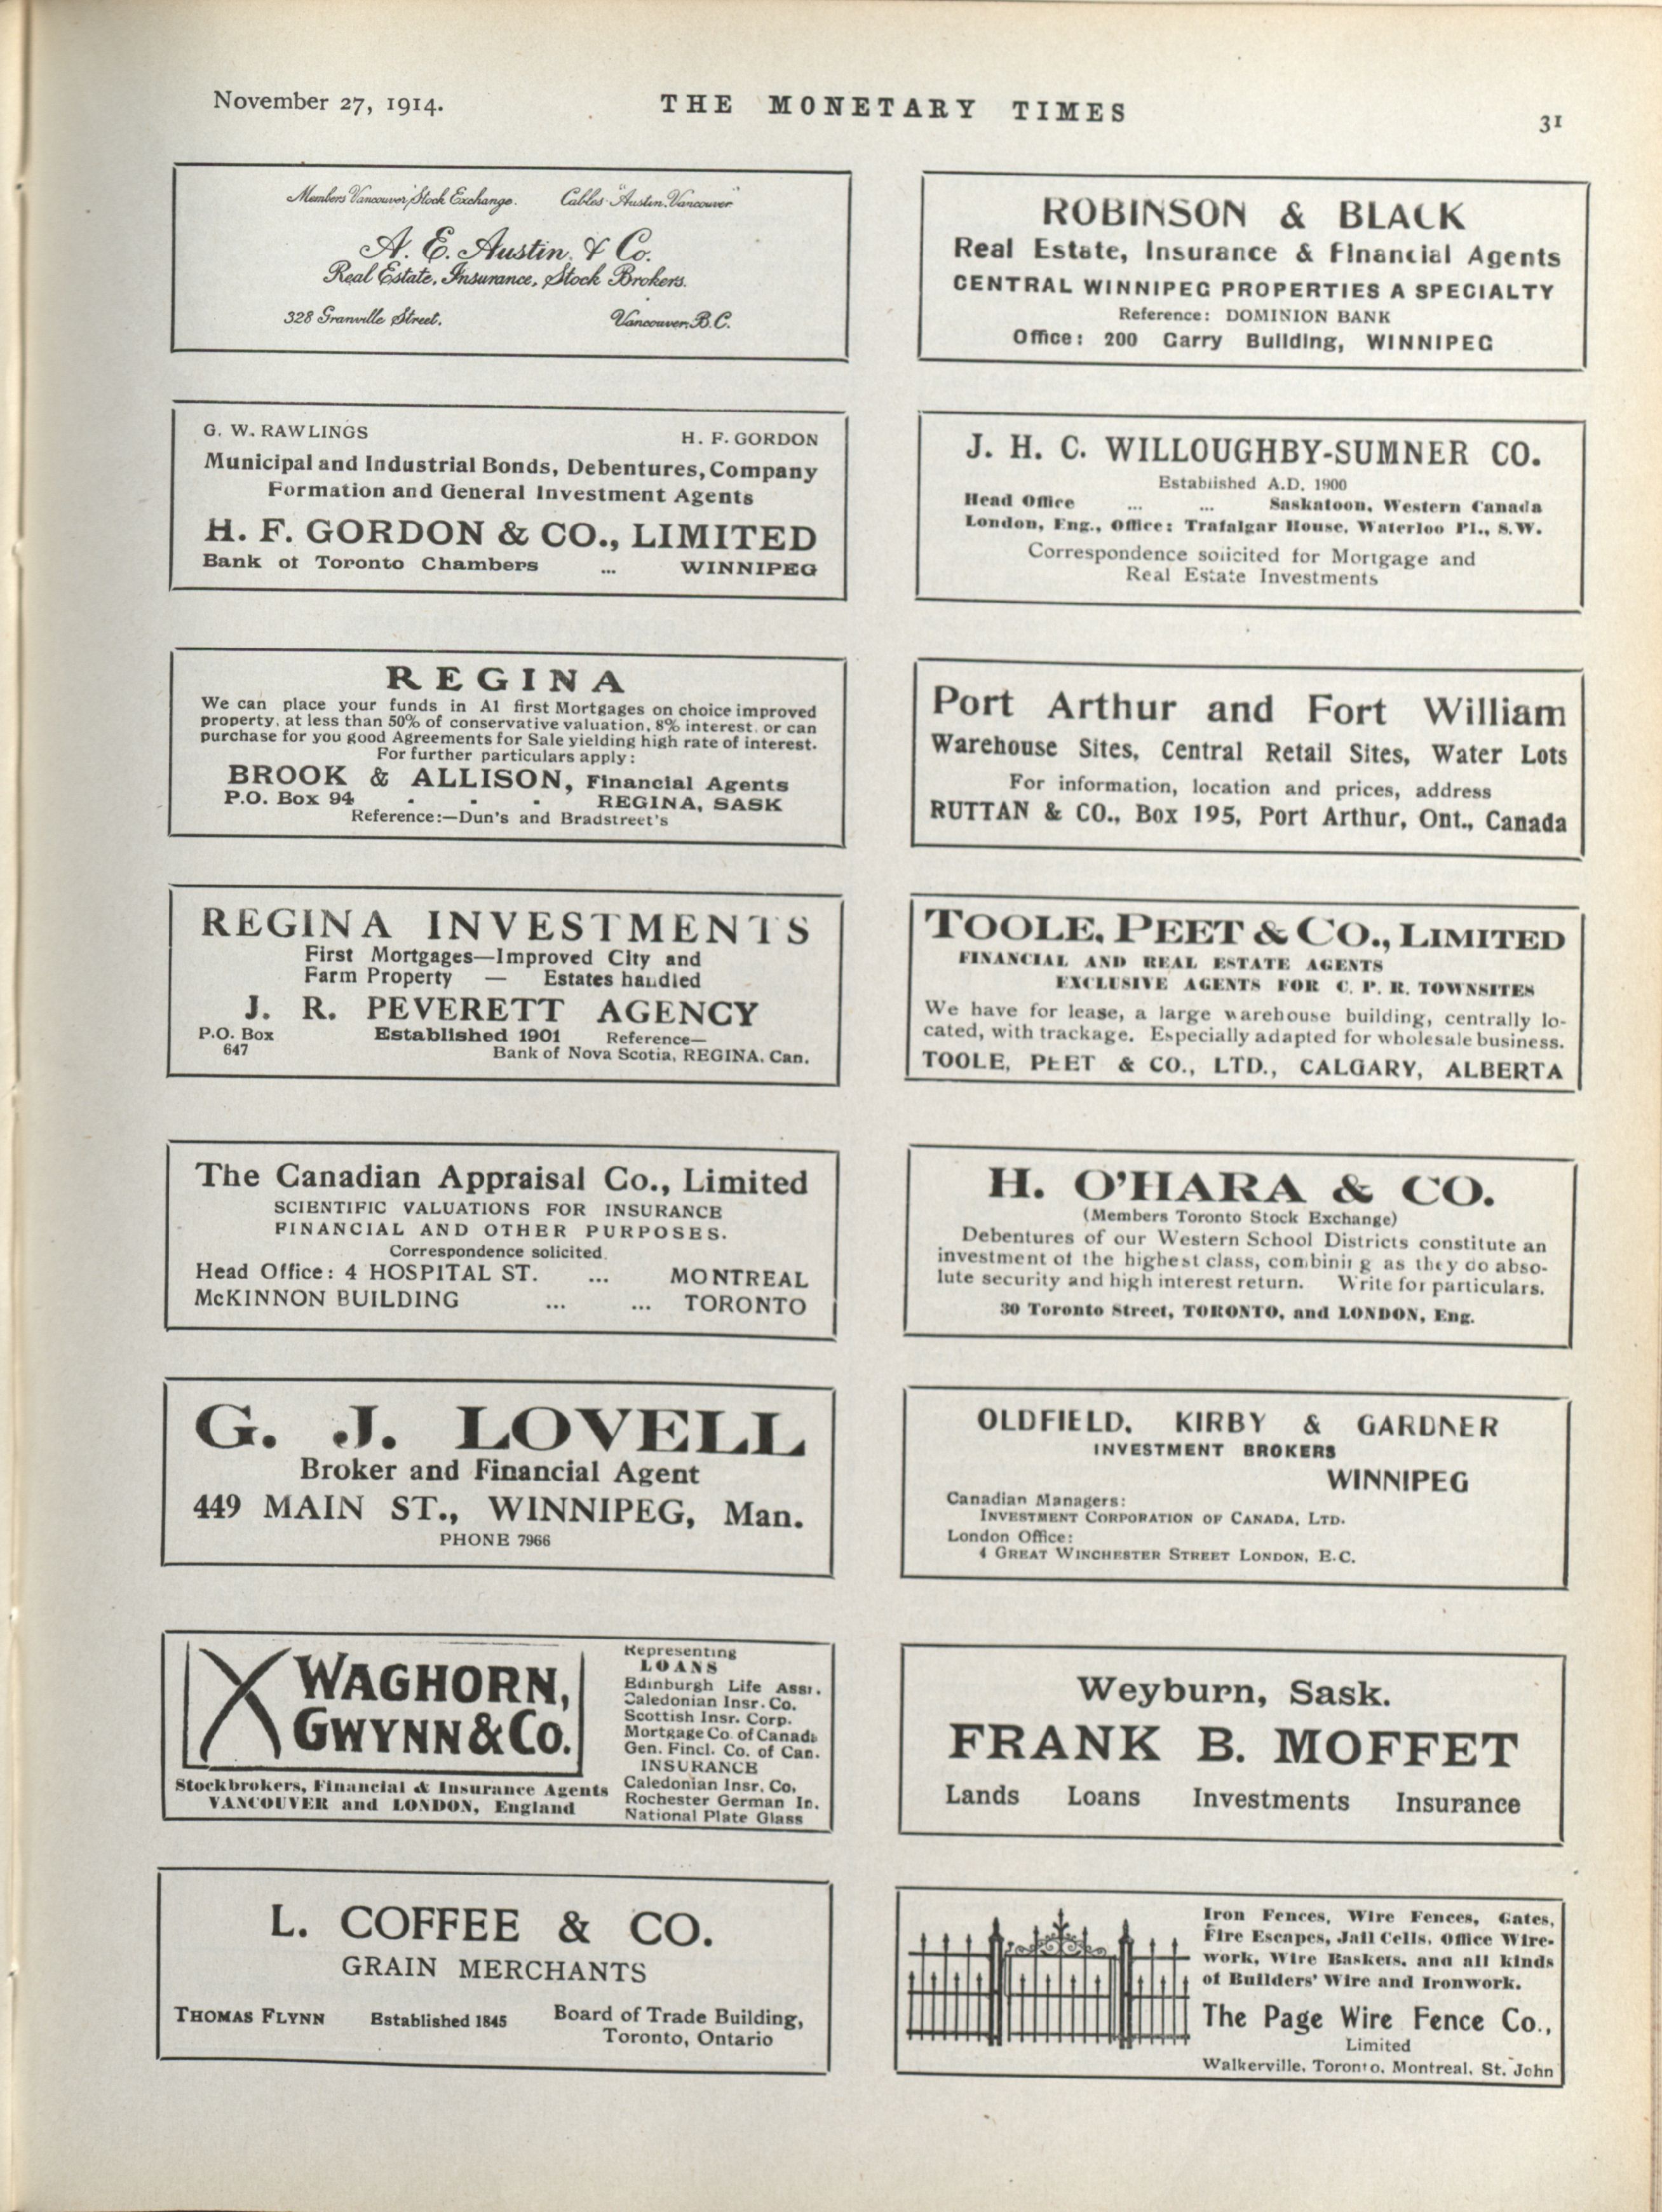 November 27, 1914.
THE MONETARY TIMES
31
Members Vancouver Stock Exchange. Cables "Austin, Vancouver"
A. E. Austin & Co.
Real Estate, Insurance, Stock Brokers.
328 Granville Street. Vancouver, B.C.
G. W. RAWLINGS H. F. GORDON
Municipal and Industrial Bonds, Debentures, Company
Formation and General Investment Agents
H. F. GORDON & CO., LIMITED
Bank of Toronto Chambers ... WINNIPEG
REGINA
We can place your funds in A1 first Mortgages on choice improved
property, at less than 50% of conservative valuation, 8% interest, or can
purchase for you good Agreements for Sale yielding high rate of interest.
For further particulars apply:
BROOK & ALLISON, Financial Agents
P.O. Box 94 - - - REGINA, SASK
Reference:—Dun's and Bradstreet's
REGINA INVESTMENTS
First Mortgages—Improved City and
Farm Property — Estates handled
J. R. PEVERETT AGENCY
P.O. Box Established 1901 Reference—
647 Bank of Nova Scotia, REGINA, Can.
The Canadian Appraisal Co., Limited
SCIENTIFIC VALUATIONS FOR INSURANCE
FINANCIAL AND OTHER PURPOSES.
Correspondence solicited.
Head Office: 4 HOSPITAL ST. ... MONTREAL
McKINNON BUILDING ... ... TORONTO
G. J. LOVELL
Broker and Financial Agent
449 MAIN ST., WINNIPEG, Man.
PHONE 7966
WAGHORN,
GWYNN & Co.
Stockbrokers, Financial & Insurance Agents
VANCOUVER and LONDON, England
Representing
LOANS
Edinburgh Life Assr.
Caledonian Insr. Co.
Scottish Insr. Corp.
Mortgage Co. of Canada
Gen. Fincl. Co. of Can.
INSURANCE
Caledonian Insr. Co.
Rochester German In.
National Plate Glass
L. COFFEE & CO.
GRAIN MERCHANTS
THOMAS FLYNN Established 1845 Board of Trade Building,
Toronto, Ontario
ROBINSON & BLACK
Real Estate, Insurance & Financial Agents
CENTRAL WINNIPEG PROPERTIES A SPECIALTY
Reference: DOMINION BANK
Office: 200 Garry Building, WINNIPEG
J. H. C. WILLOUGHBY-SUMNER CO.
Established A.D. 1900
Head Office ... ... Saskatoon, Western Canada
London, Eng., Office: Trafalgar House, Waterloo Pl., S.W.
Correspondence solicited for Mortgage and
Real Estate Investments
Port Arthur and Fort William
Warehouse Sites, Central Retail Sites, Water Lots
For information, location and prices, address
RUTTAN & CO., Box 195, Port Arthur, Ont., Canada
TOOLE, PEET & CO., LIMITED
FINANCIAL AND REAL ESTATE AGENTS
EXCLUSIVE AGENTS FOR C. P. R. TOWNSITES
We have for lease, a large warehouse building, centrally lo-
cated, with trackage. Especially adapted for wholesale business.
TOOLE, PEET & CO., LTD., CALGARY, ALBERTA
H. O'HARA & CO.
(Members Toronto Stock Exchange)
Debentures of our Western School Districts constitute an
investment of the highest class, combining as they do abso-
lute security and high interest return. Write for particulars.
30 Toronto Street, TORONTO, and LONDON, Eng.
OLDFIELD, KIRBY & GARDNER
INVESTMENT BROKERS
WINNIPEG
Canadian Managers:
INVESTMENT CORPORATION OF CANADA, LTD.
London Office:
4 GREAT WINCHESTER STREET LONDON, E.C.
Weyburn, Sask.
FRANK B. MOFFET
Lands Loans Investments Insurance
Iron Fences, Wire Fences, Gates,
Fire Escapes, Jail Cells, Office Wire-
work, Wire Baskets, and all kinds
of Builders' Wire and Ironwork.
The Page Wire Fence Co.,
Limited
Walkerville, Toronto, Montreal, St. John